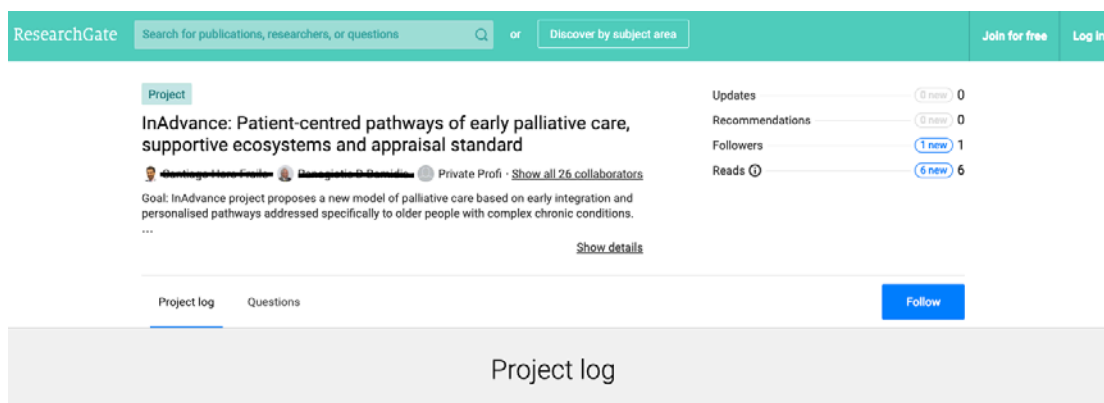 ResearchGate
Search for publications, researchers, or questions
or
Discover by subject area
Join for free
Log in
Project
InAdvance: Patient-centred pathways of early palliative care,
supportive ecosystems and appraisal standard
Private Profi · Show all 26 collaborators
Goal: InAdvance project proposes a new model of palliative care based on early integration and
personalised pathways addressed specifically to older people with complex chronic conditions.
...
Show details
Updates 0 new 0
Recommendations 0 new 0
Followers 1 new 1
Reads 6 new 6
Project log
Questions
Follow
Project log